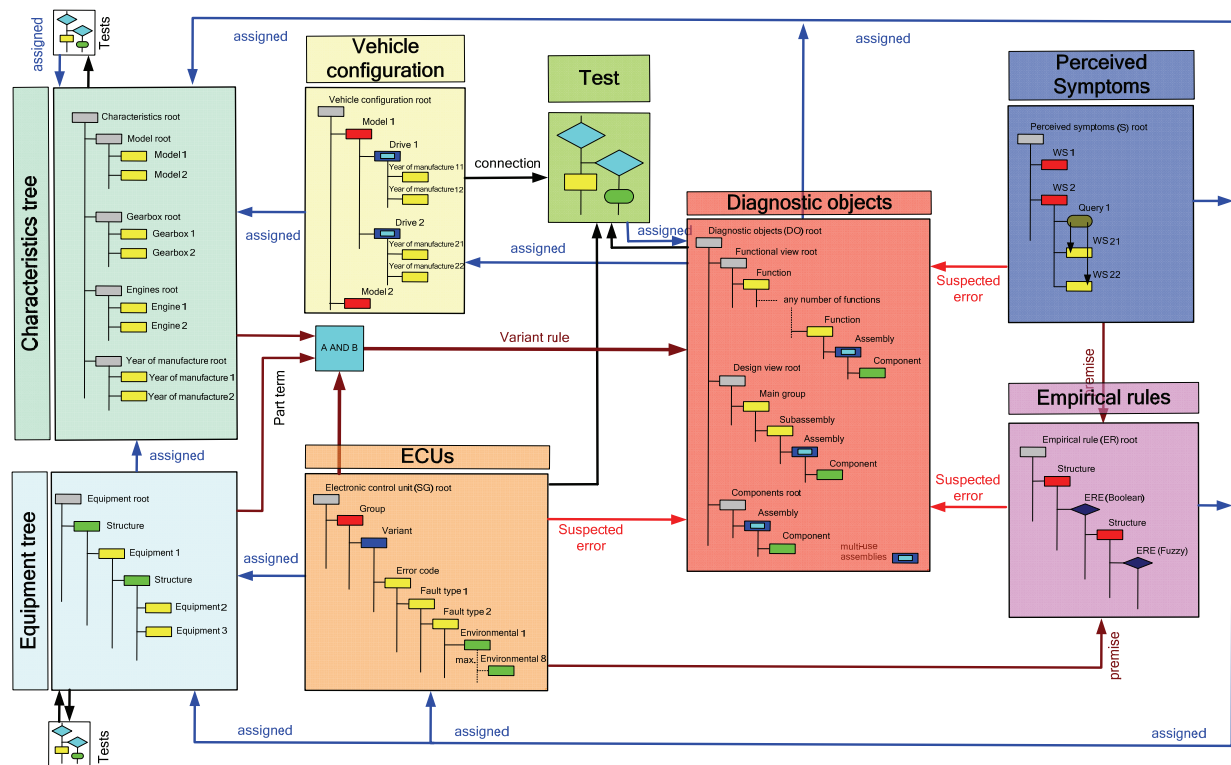 assigned
Tests
assigned
assigned
Vehicle
configuration
Test
Perceived
Symptoms
Characteristics tree
Characteristics root
Model root
Model 1
Model 2
Gearbox root
Gearbox 1
Gearbox 2
Engines root
Engine 1
Engine 2
Year of manufacture root
Year of manufacture 1
Year of manufacture 2
Vehicle configuration root
Model 1
Drive 1
Year of manufacture 11
Year of manufacture 12
Drive 2
Year of manufacture 21
Year of manufacture 22
Model 2
connection
assigned
assigned
assigned
Diagnostic objects
Diagnostic objects (DO) root
Functional view root
Function
any number of functions
Function
Assembly
Component
Design view root
Main group
Subassembly
Assembly
Component
Components root
Assembly
Component
multi-use
assemblies
Perceived symptoms (S) root
WS 1
WS 2
Query 1
WS 21
WS 22
Suspected
error
premise
A AND B
Variant rule
Part term
Empirical rules
Empirical rule (ER) root
Structure
ERE (Boolean)
Structure
ERE (Fuzzy)
Suspected
error
assigned
Equipment tree
Equipment root
Structure
Equipment 1
Structure
Equipment 2
Equipment 3
assigned
ECUs
Electronic control unit (SG) root
Group
Variant
Error code
Fault type 1
Fault type 2
Environmental 1
max.
Environmental 8
Suspected
error
premise
Tests
assigned
assigned
assigned